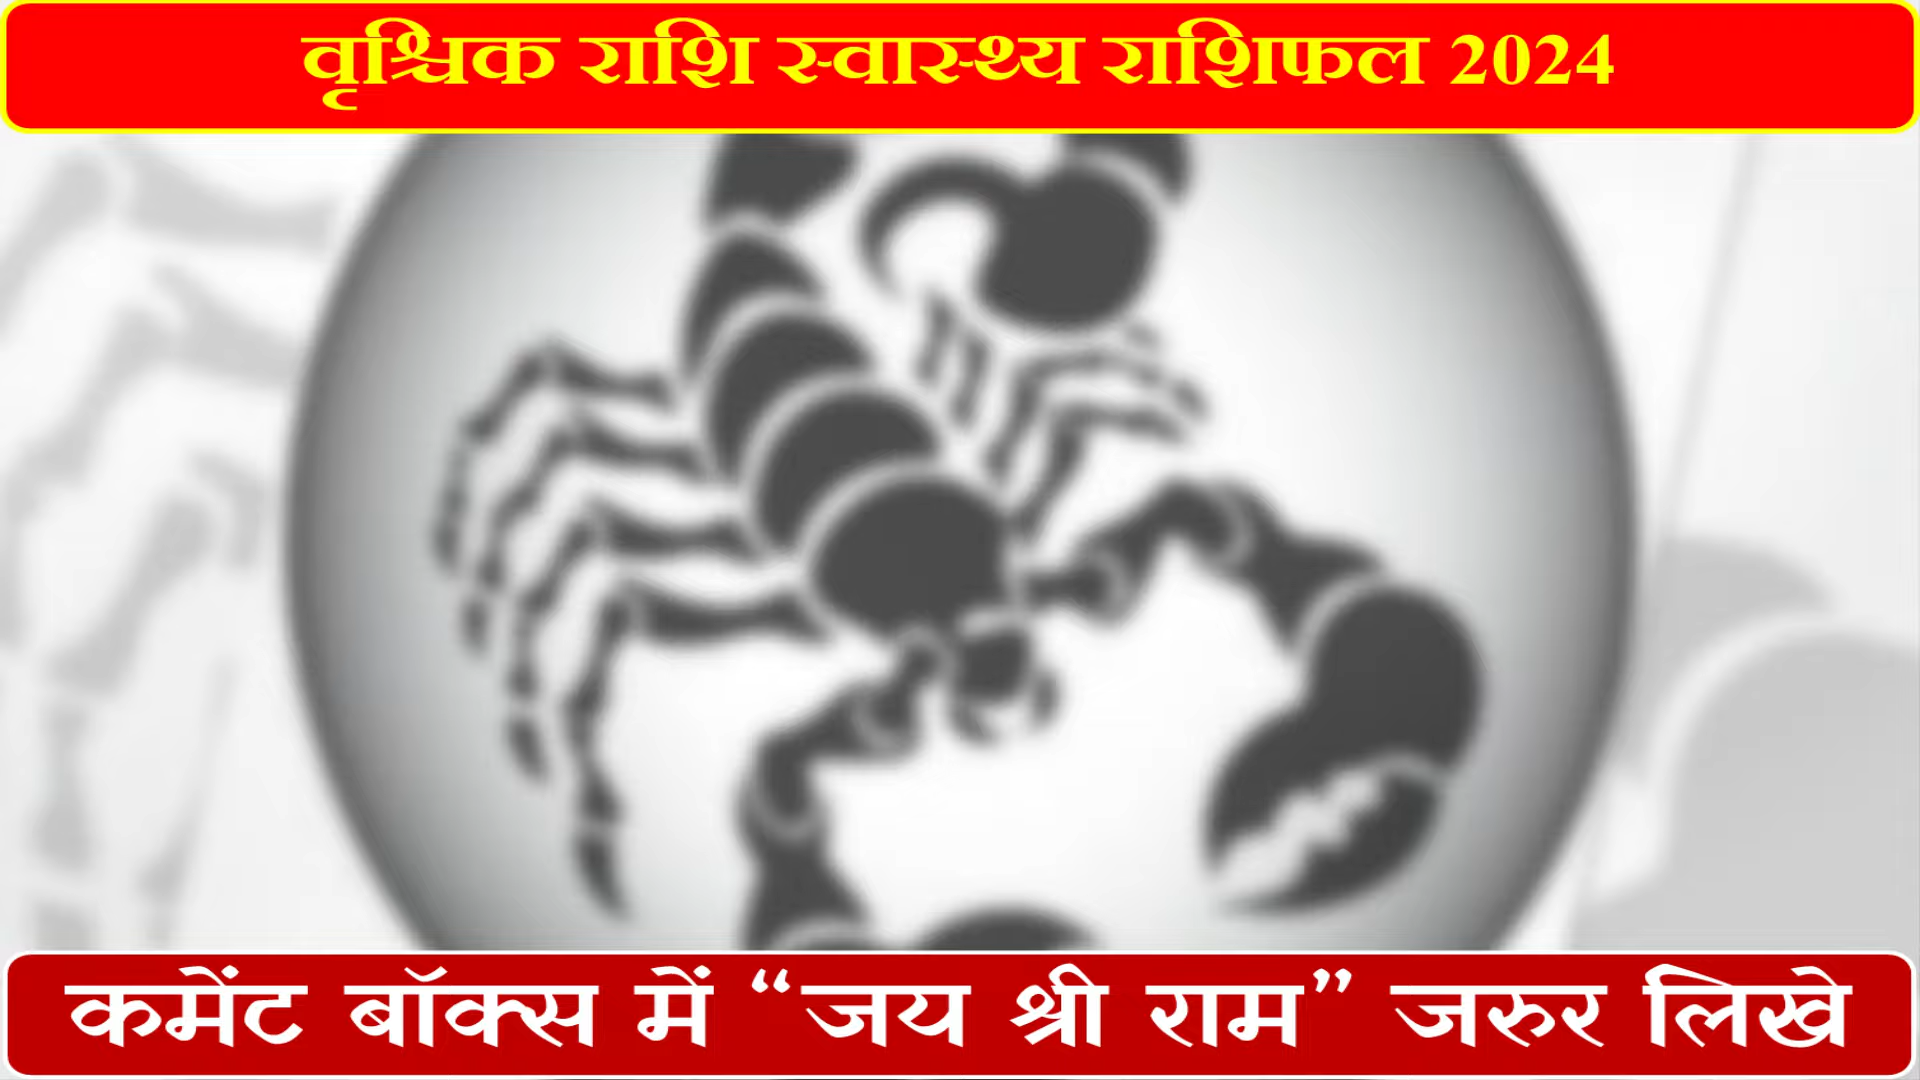 वृश्चिक राशि स्वास्थ्य राशिफल 2024
कमेंट बॉक्स में “जय श्री राम” जरुर लिखे